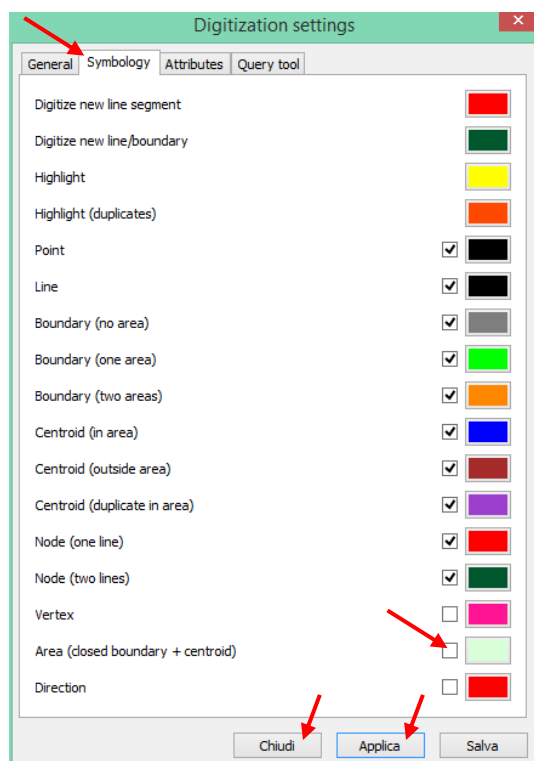 Digitization settings
General Symbology Attributes Query tool
Digitize new line segment
Digitize new line/boundary
Highlight
Highlight (duplicates)
Point
Line
Boundary (no area)
Boundary (one area)
Boundary (two areas)
Centroid (in area)
Centroid (outside area)
Centroid (duplicate in area)
Node (one line)
Node (two lines)
Vertex
Area (closed boundary + centroid)
Direction
Chiudi Applica Salva